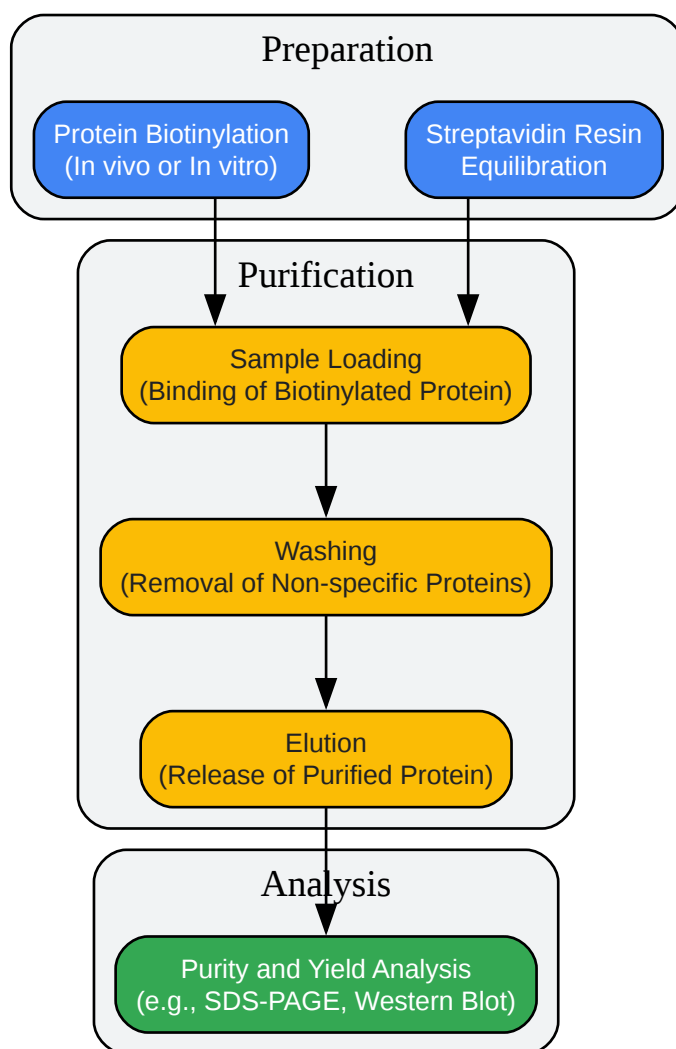 Preparation
Protein Biotinylation
(In vivo or In vitro)
Streptavidin Resin
Equilibration
Purification
Sample Loading
(Binding of Biotinylated Protein)
Washing
(Removal of Non-specific Proteins)
Elution
(Release of Purified Protein)
Analysis
Purity and Yield Analysis
(e.g., SDS-PAGE, Western Blot)